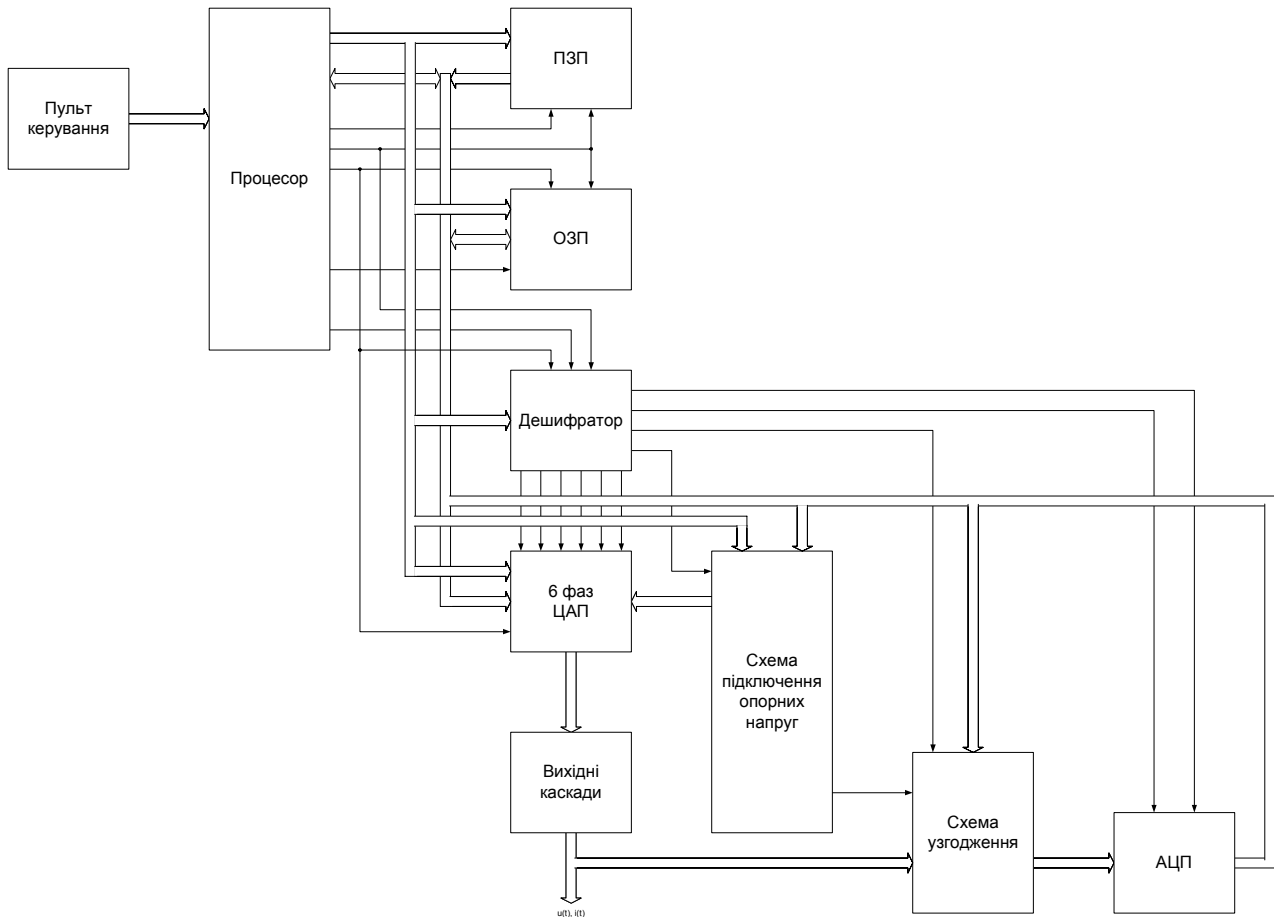 ПЗП
Пульт
керування
Процесор
ОЗП
Дешифратор
6 фаз
ЦАП
Схема
підключення
опорних
напруг
Вихідні
каскади
Схема
узгодження
АЦП
u(t), i(t)